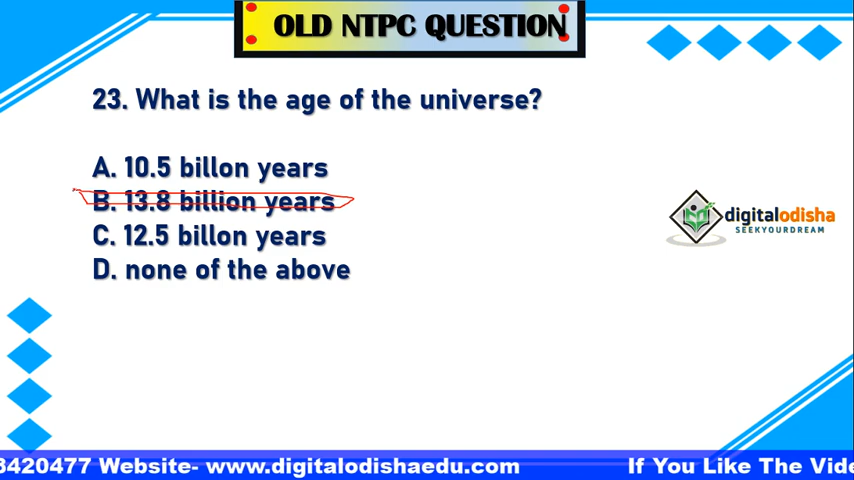 OLD NTPC QUESTION
23. What is the age of the universe?
A. 10.5 billon years
B. 13.8 billion years
C. 12.5 billon years
D. none of the above
digitalodisha
SEEKYOURDREAM
3420477 Website- www.digitalodishaedu.com If You Like The Vide